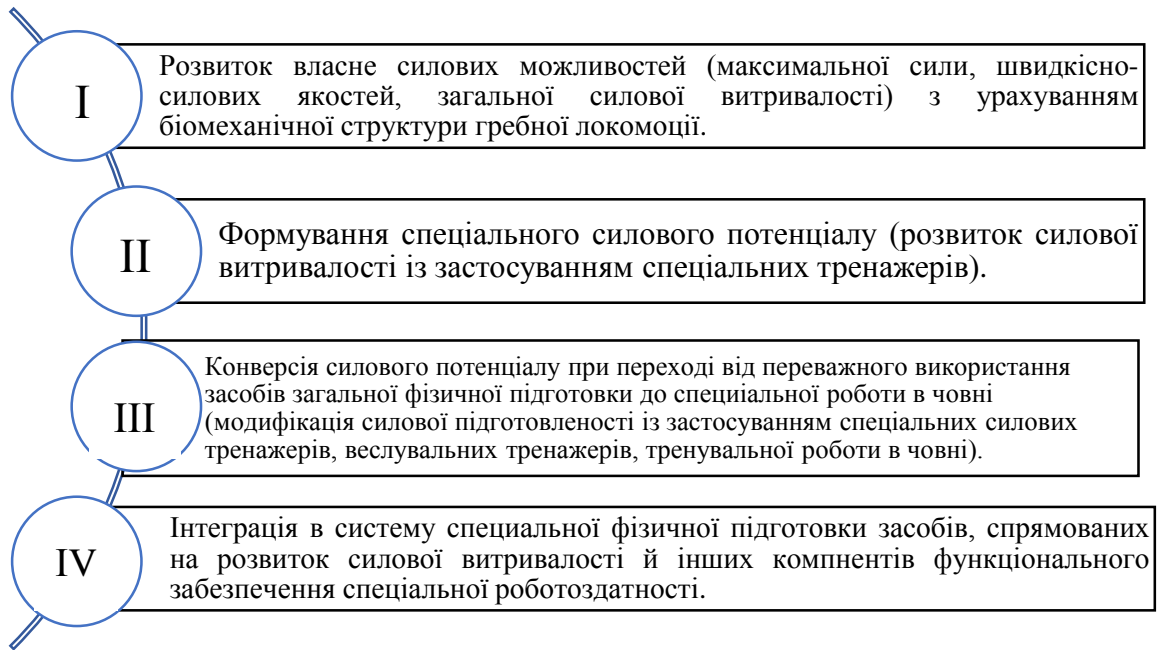 I
Розвиток власне силових можливостей (максимальної сили, швидкісно-
силових якостей, загальної силової витривалості) з урахуванням
біомеханічної структури гребної локомоції.
II
Формування спеціального силового потенціалу (розвиток силової
витривалості із застосуванням спеціальних тренажерів).
III
Конверсія силового потенціалу при переході від переважного використання
засобів загальної фізичної підготовки до специіальної роботи в човні
(модифікація силової підготовленості із застосуванням спеціальних силових
тренажерів, веслувальних тренажерів, тренувальної роботи в човні).
IV
Інтеграція в систему специальної фізичної підготовки засобів, спрямованих
на розвиток силової витривалості й інших компнентів функціонального
забезпечення спеціальної роботоздатності.